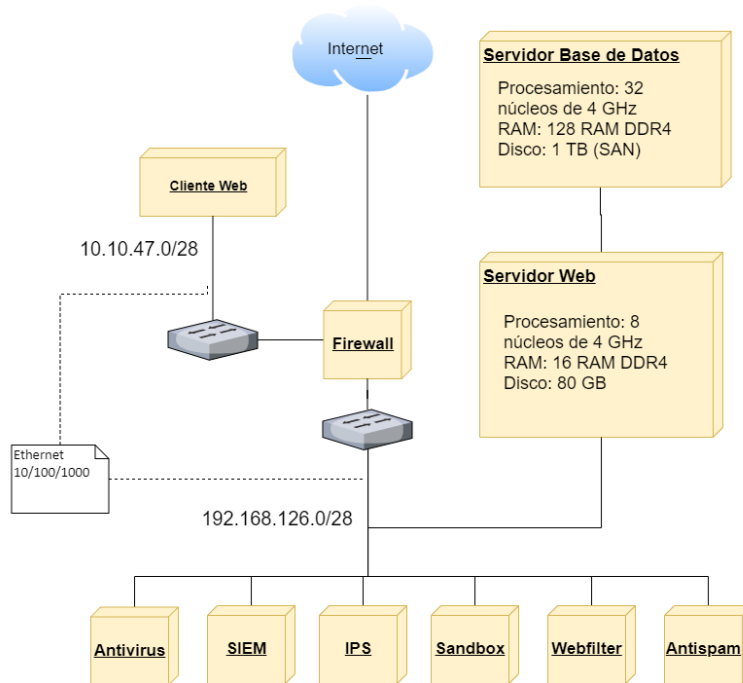 Internet
Servidor Base de Datos
Procesamiento: 32
núcleos de 4 GHz
RAM: 128 RAM DDR4
Disco: 1 TB (SAN)
Cliente Web
10.10.47.0/28
Servidor Web
Procesamiento: 8
núcleos de 4 GHz
RAM: 16 RAM DDR4
Disco: 80 GB
Firewall
Ethernet
10/100/1000
192.168.126.0/28
Antivirus
SIEM
IPS
Sandbox
Webfilter
Antispam